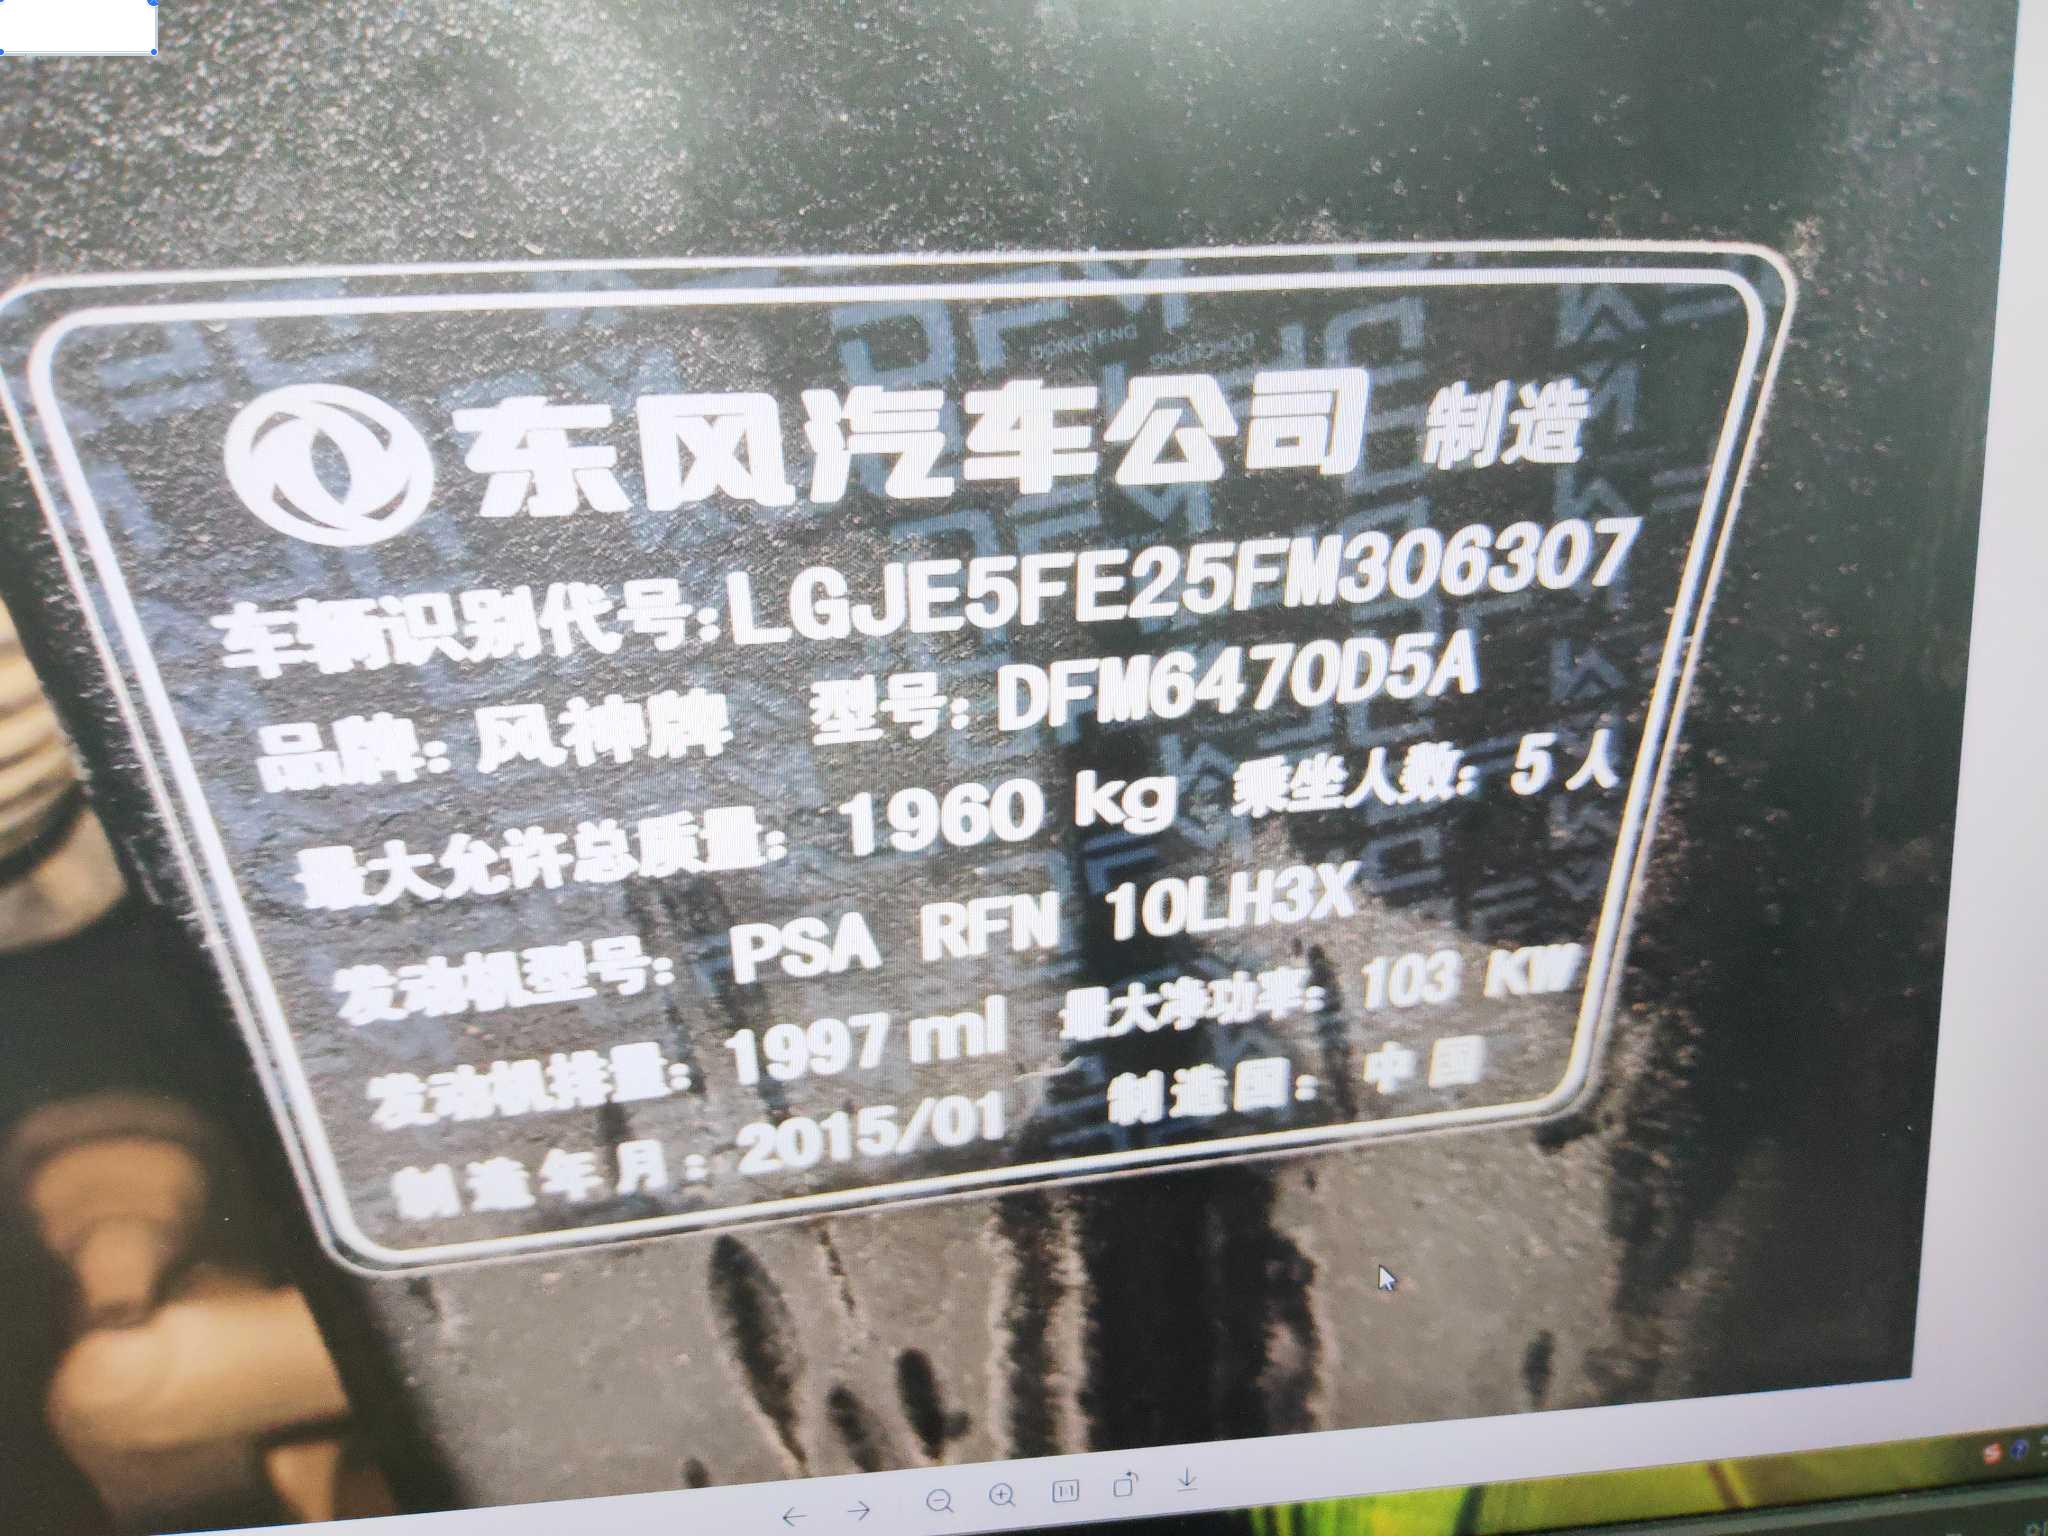 东风汽车公司 制造
车辆识别代号:LGJE5FE25FM306307
品牌: 风神牌 型号: DFM6470D5A
最大允许总质量: 1960 kg 乘坐人数: 5 人
发动机型号: PSA RFN 10LH3X
发动机排量: 1997 ml 最大净功率: 103 KW
制造年月: 2015/01 制造国: 中国